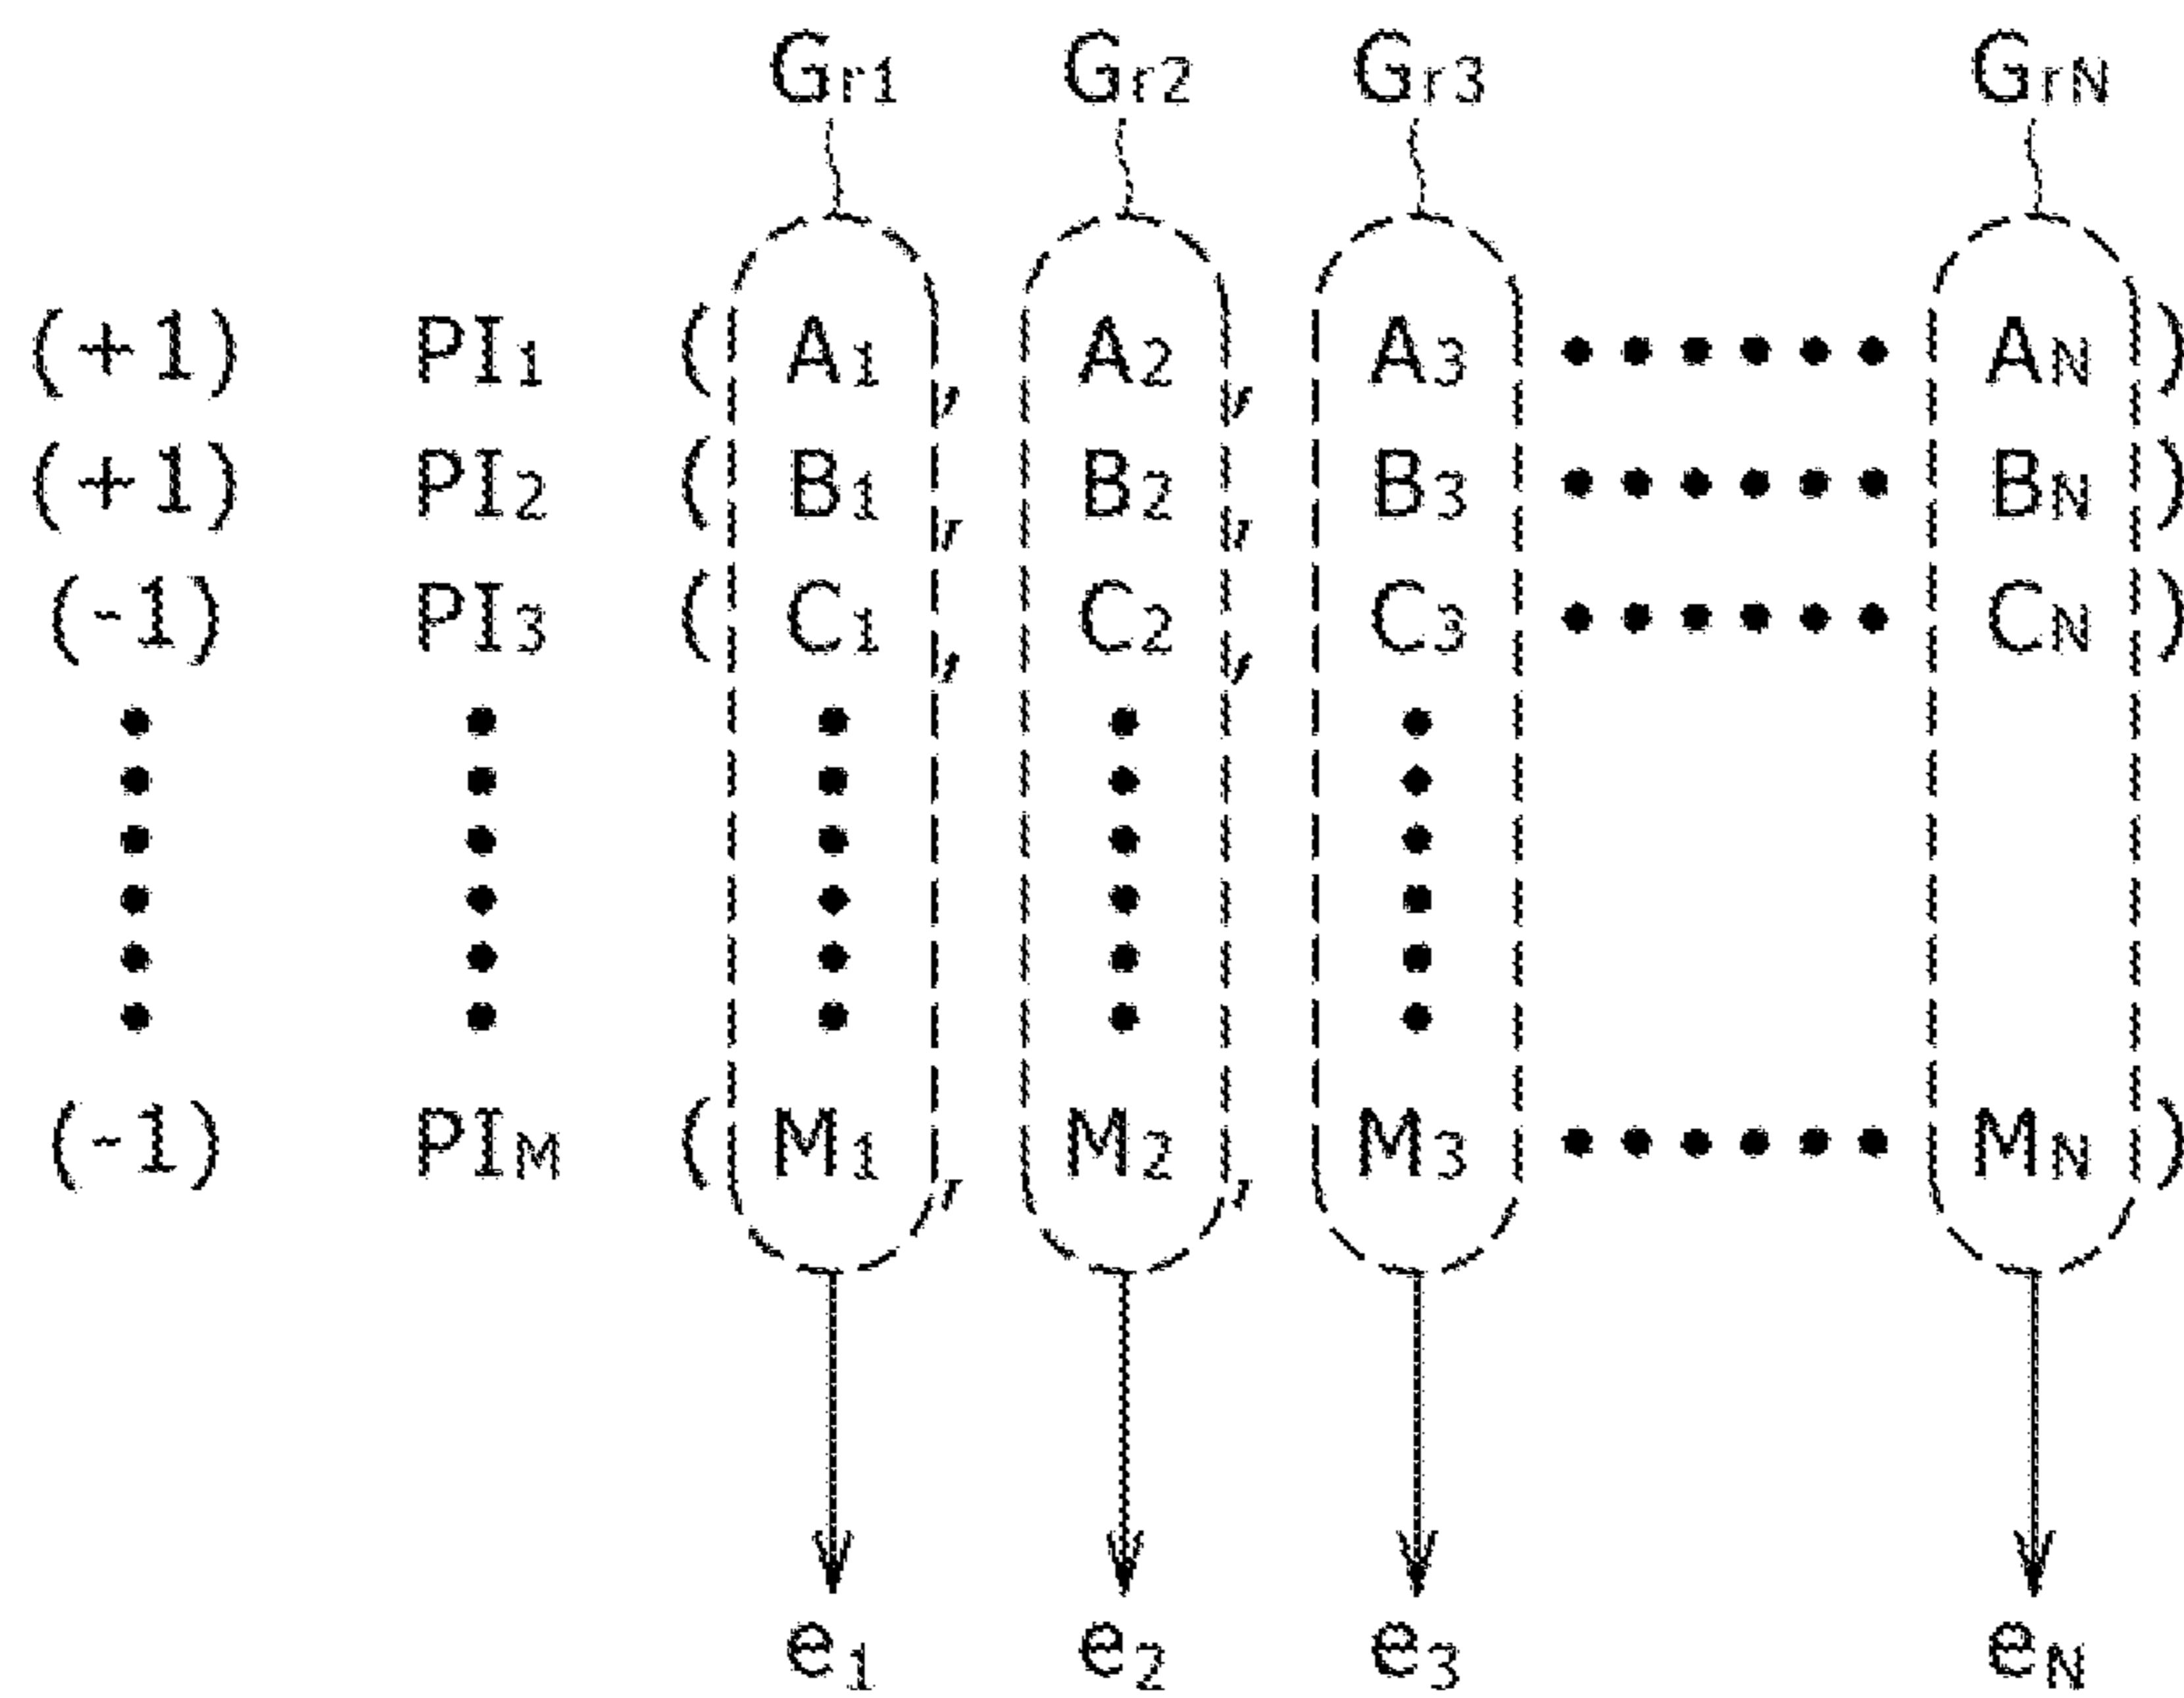 Gr1 Gr2 Gr3 GrN
(+1) PI1 ( A1, A2, A3 •••••• AN )
(+1) PI2 ( B1, B2, B3 •••••• BN )
(-1) PI3 ( C1, C2, C3 •••••• CN )
(-1) PIM ( M1, M2, M3 •••••• MN )
e1 e2 e3 eN